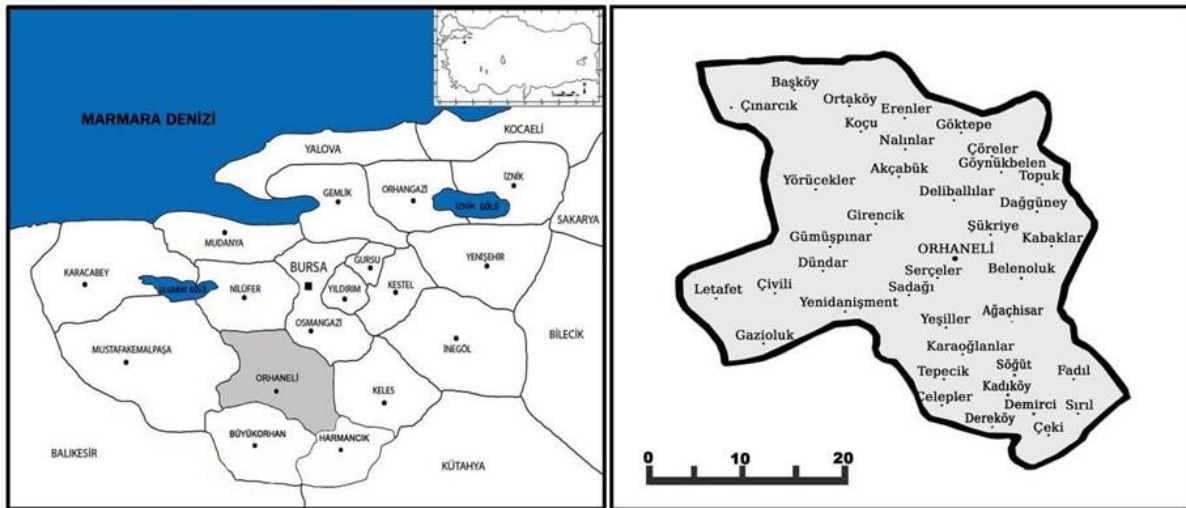 MARMARA DENİZİ
KOCAELİ
YALOVA
İZNİK
GEMLİK
ORHANGAZİ
İZNİK GÖLÜ
SAKARYA
MUDANYA
BURSA
GURSU
YENİŞEHİR
KARACABEY
ULUABAT GÖLÜ
NİLÜFER
YILDIRIM
KESTEL
OSMANGAZİ
BİLECİK
MUSTAFAKEMALPAŞA
İNEGÖL
ORHANELİ
KELES
BÜYÜKORHAN
HARMANCIK
BALIKESİR
KÜTAHYA
Başköy
Çınarcık
Ortaköy
Erenler
Koçu
Göktepe
Nalınlar
Çöreler
Göynükbelen
Akçabük
Topuk
Yörücekler
Deliballılar
Dağgüney
Girencik
Şükriye
Gümüşpınar
Kabaklar
ORHANELİ
Dündar
Serçeler
Belenoluk
Letafet
Çivili
Sadağı
Yenidanişment
Ağaçhisar
Yeşiller
Gazioluk
Karaoğlanlar
Söğüt
Tepecik
Fadıl
Kadıköy
Celepler
Demirci
Sırıl
Dereköy
Çeki
0 10 20